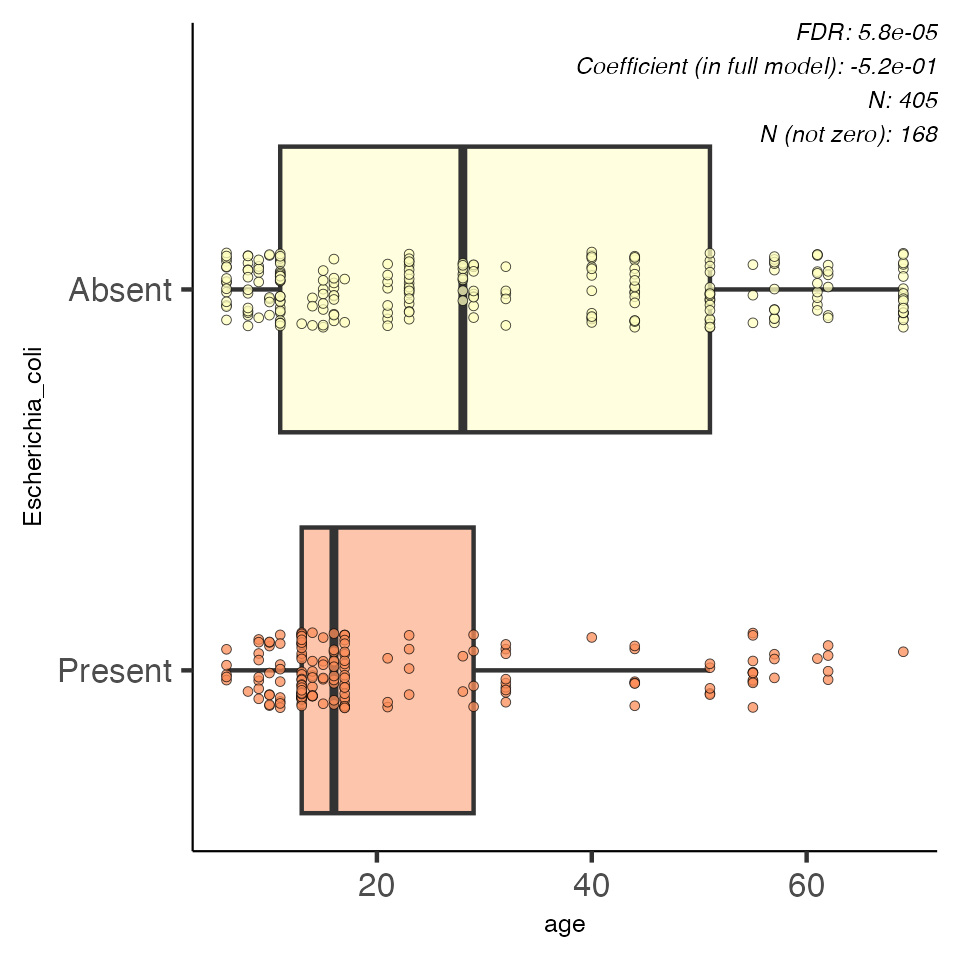 FDR: 5.8e-05
Coefficient (in full model): -5.2e-01
N: 405
N (not zero): 168
Absent
Escherichia_coli
Present
20 40 60
age